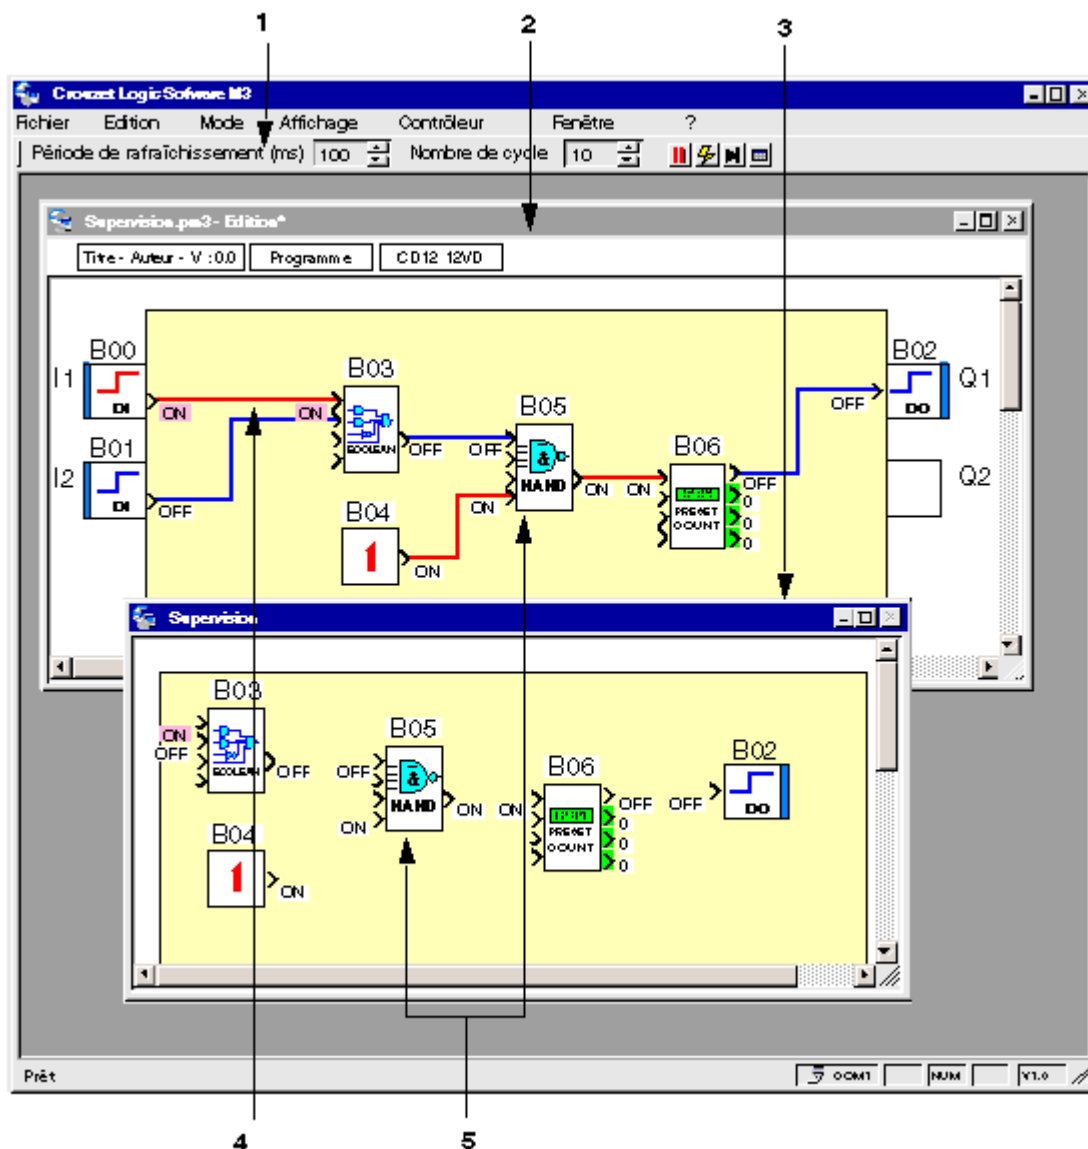 1 2 3
Crouzet Logic Sofware M3
Fichier Edition Mode Affichage Contrôleur Fenêtre ?
Période de rafraîchissement (ms) 100 Nombre de cycle 10
Supervision.pm3 - Edition*
Titre - Auteur - V : 0.0 Programme CD12 12VD
I1 B00 DI ON
I2 B01 DI OFF
ON B03 BOOLEAN OFF
B04 1 ON
OFF ON B05 & NAND ON
ON B06 PRESET COUNT OFF 0 0 0
OFF B02 DO Q1
Q2
Supervision
ON OFF B03 BOOLEAN OFF
B04 1 ON
OFF ON B05 & NAND ON
ON B06 PRESET COUNT OFF 0 0 0
OFF B02 DO
Prêt COM1 NUM V1.0
4 5